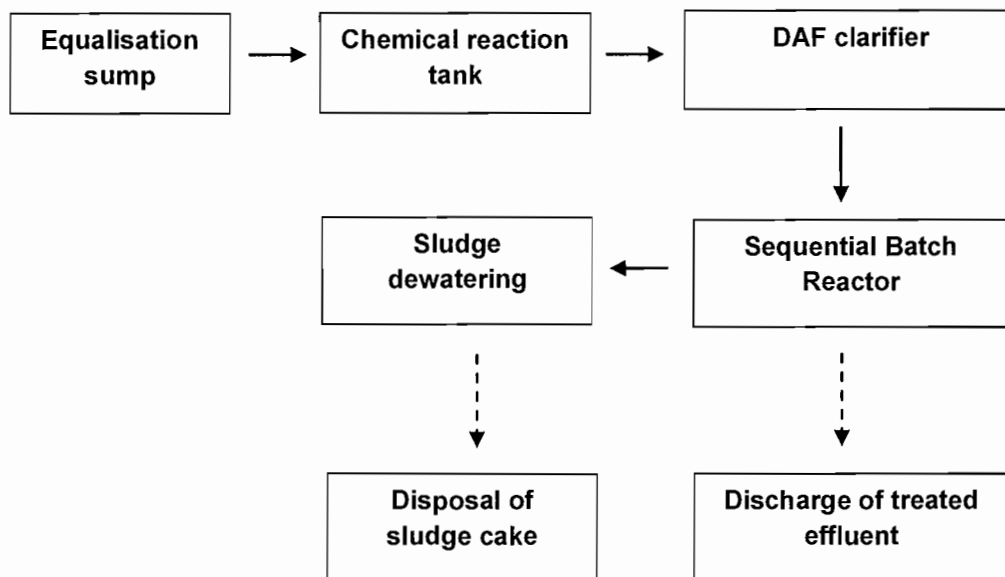 Equalisation
sump
Chemical reaction
tank
DAF clarifier
Sludge
dewatering
Sequential Batch
Reactor
Disposal of
sludge cake
Discharge of treated
effluent